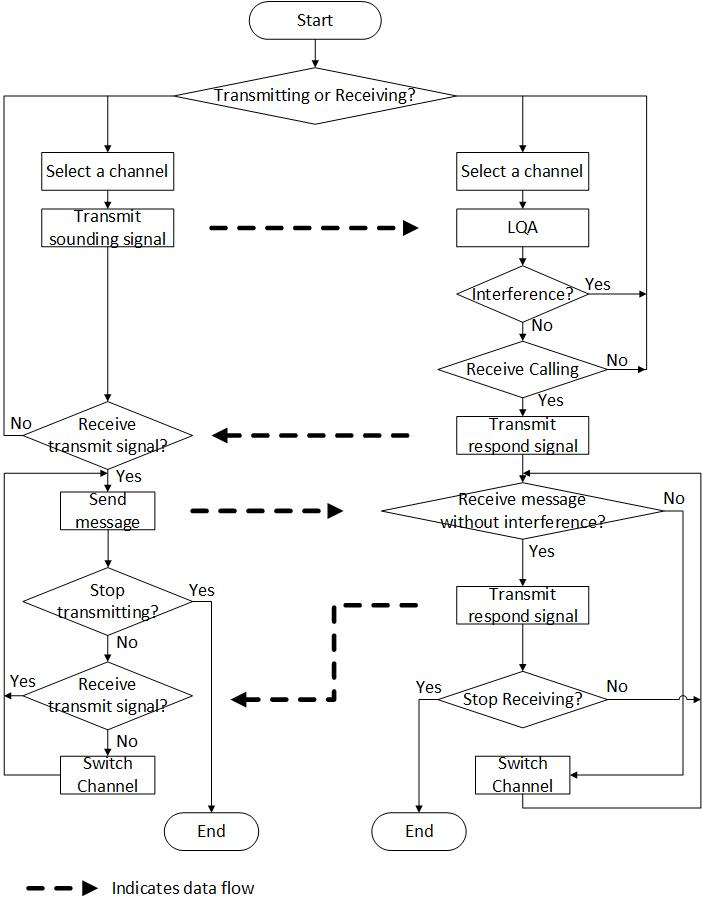 Start
Transmitting or Receiving?
Select a channel
Select a channel
Transmit
sounding signal
LQA
Interference?
Yes
No
Receive Calling
No
Yes
No
Receive
transmit signal?
Transmit
respond signal
Yes
Send
message
Receive message
without interference?
No
Yes
Stop
transmitting?
Yes
Transmit
respond signal
No
Yes
Receive
transmit signal?
Yes
Stop Receiving?
No
No
Switch
Channel
Switch
Channel
End
End
Indicates data flow